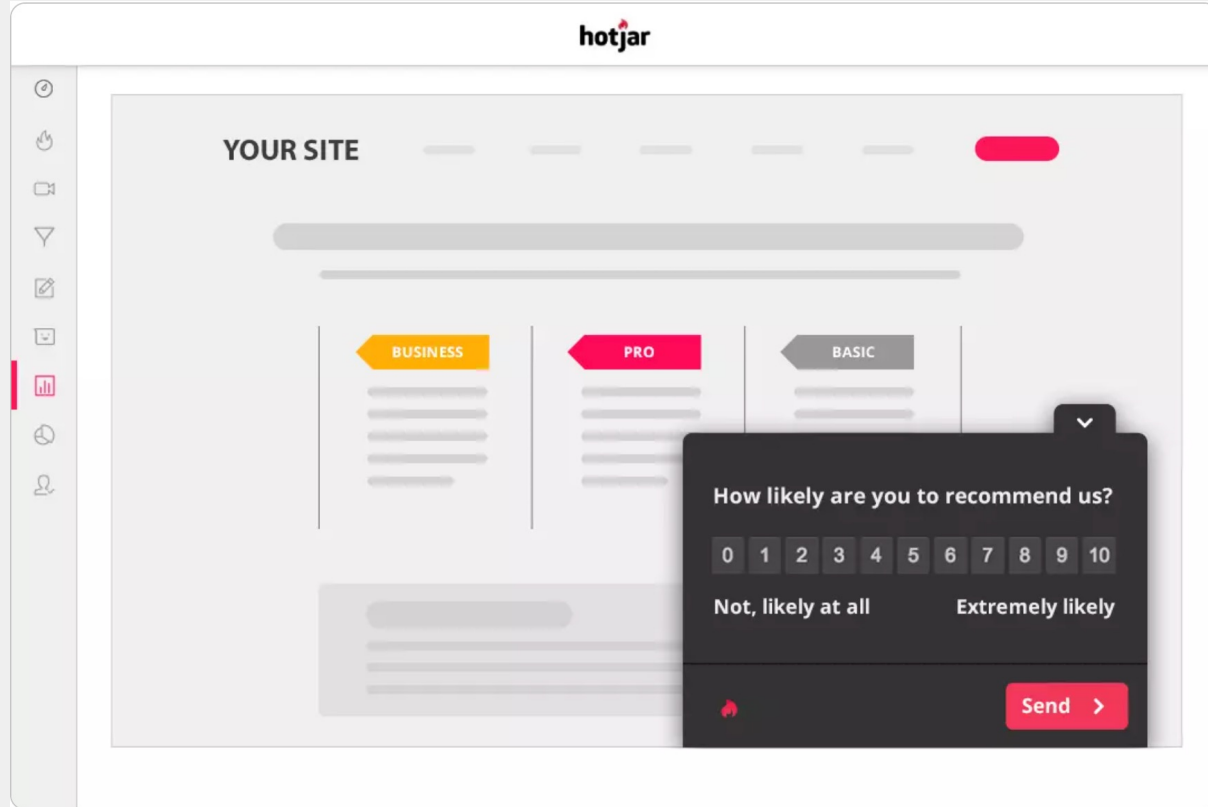 hotjar
YOUR SITE
BUSINESS
PRO
BASIC
How likely are you to recommend us?
0 1 2 3 4 5 6 7 8 9 10
Not, likely at all Extremely likely
Send